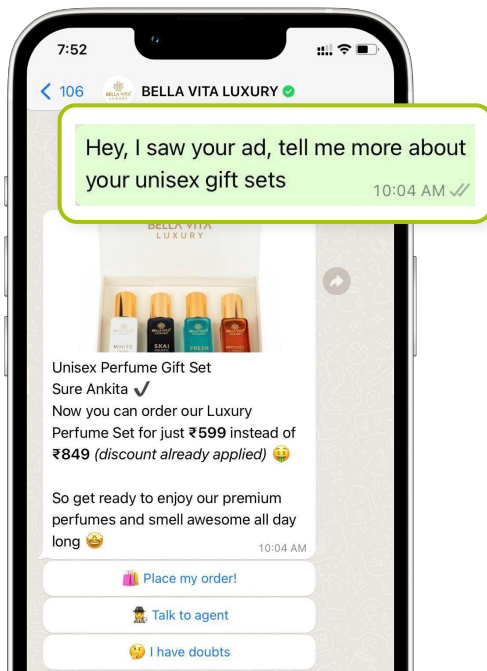 7:52
106
BELLA VITA
LUXURY
BELLA VITA LUXURY
Hey, I saw your ad, tell me more about
your unisex gift sets
10:04 AM
BELLA VITA
LUXURY
WHITE
SKAI
FRESH
Unisex Perfume Gift Set
Sure Ankita ✓
Now you can order our Luxury
Perfume Set for just ₹599 instead of
₹849 (discount already applied) 🤑
So get ready to enjoy our premium
perfumes and smell awesome all day
long 🤩
10:04 AM
🛍️ Place my order!
🕵️ Talk to agent
🤔 I have doubts